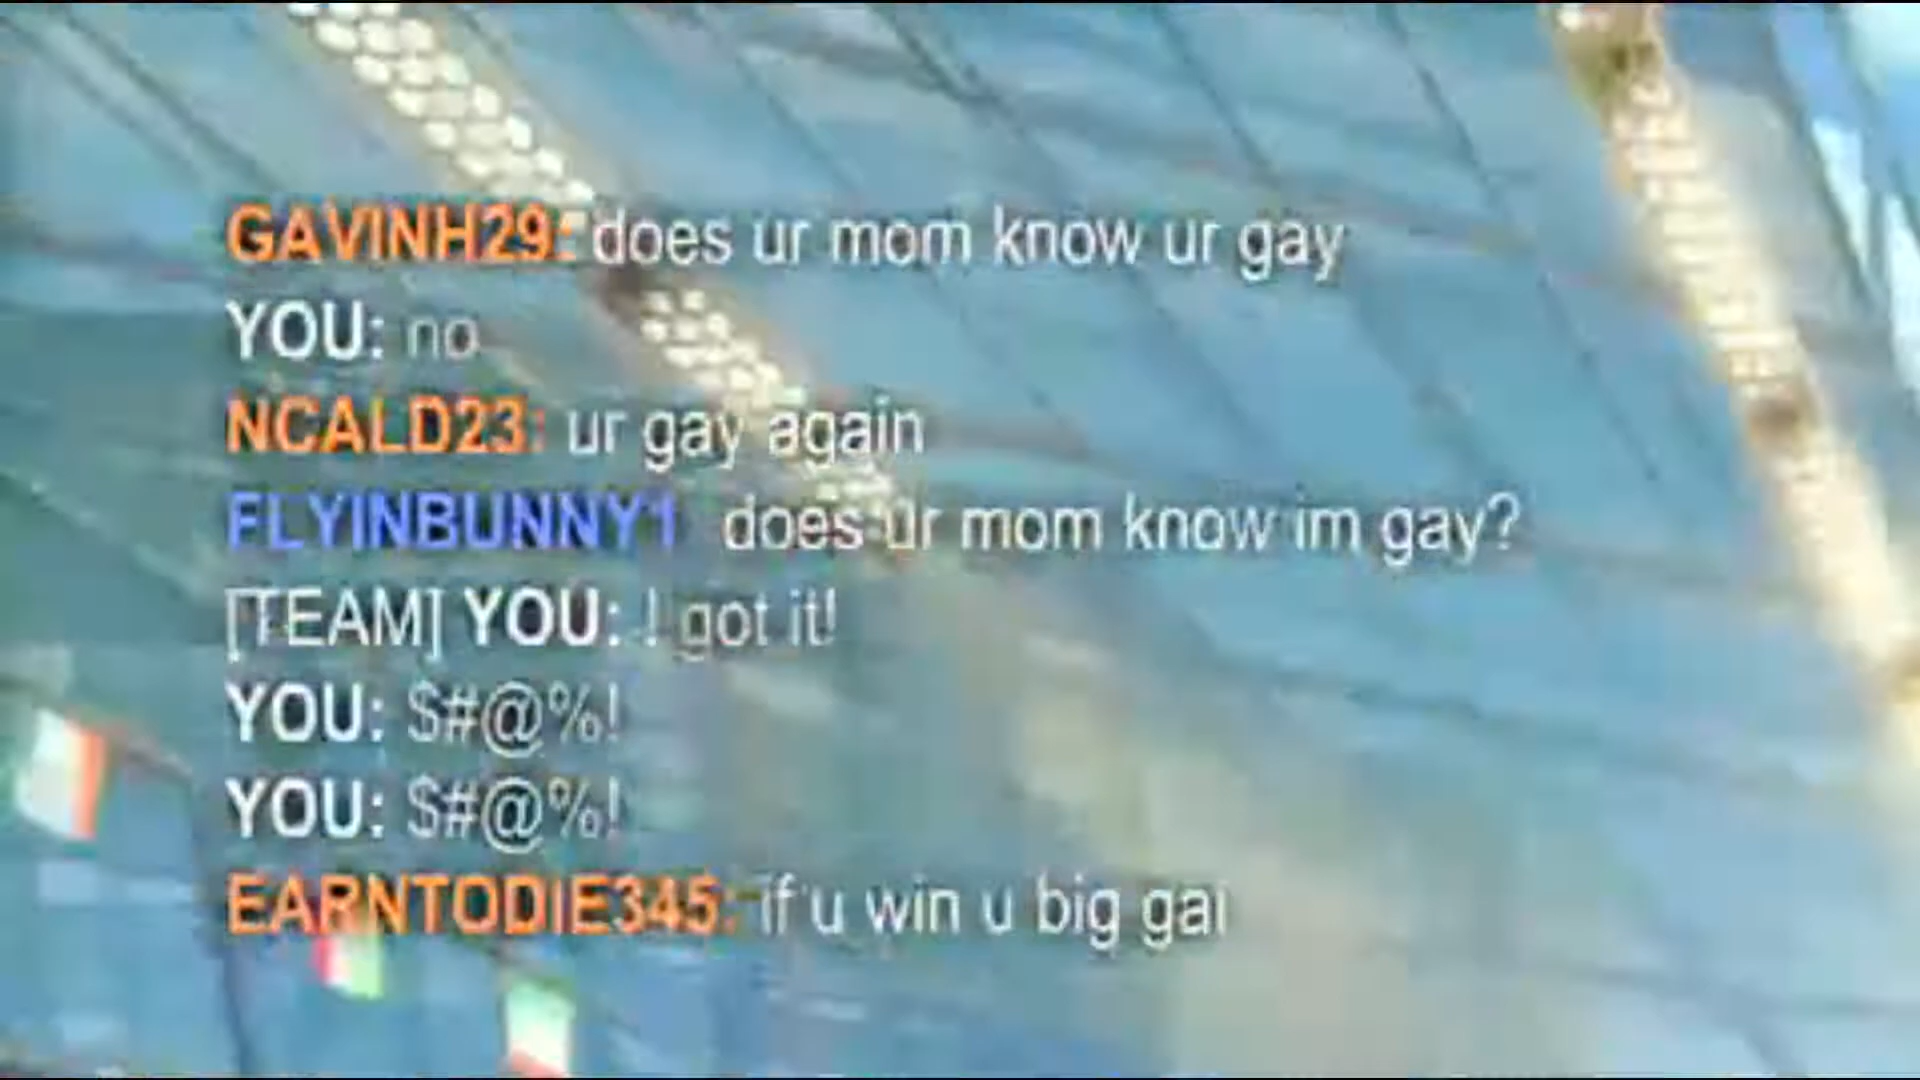 GAVINH29: does ur mom know ur gay
YOU: no
NCALD23: ur gay again
FLYINBUNNY1 does ur mom know im gay?
[TEAM] YOU: I got it!
YOU: $#@%!
YOU: $#@%!
EARNTODIE345: if u win u big gai